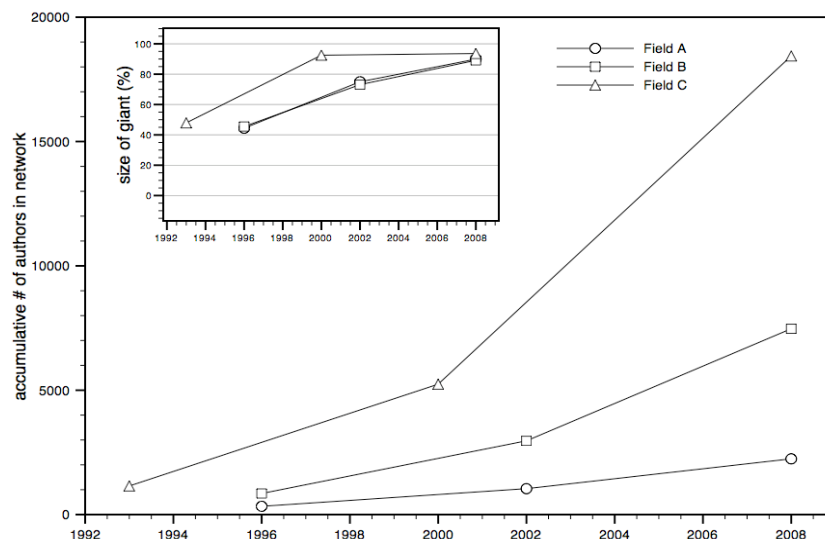 20000
15000
10000
5000
0
accumulative # of authors in network
1992 1994 1996 1998 2000 2002 2004 2006 2008
100
80
60
40
20
0
size of giant (%)
1992 1994 1996 1998 2000 2002 2004 2006 2008
Field A
Field B
Field C